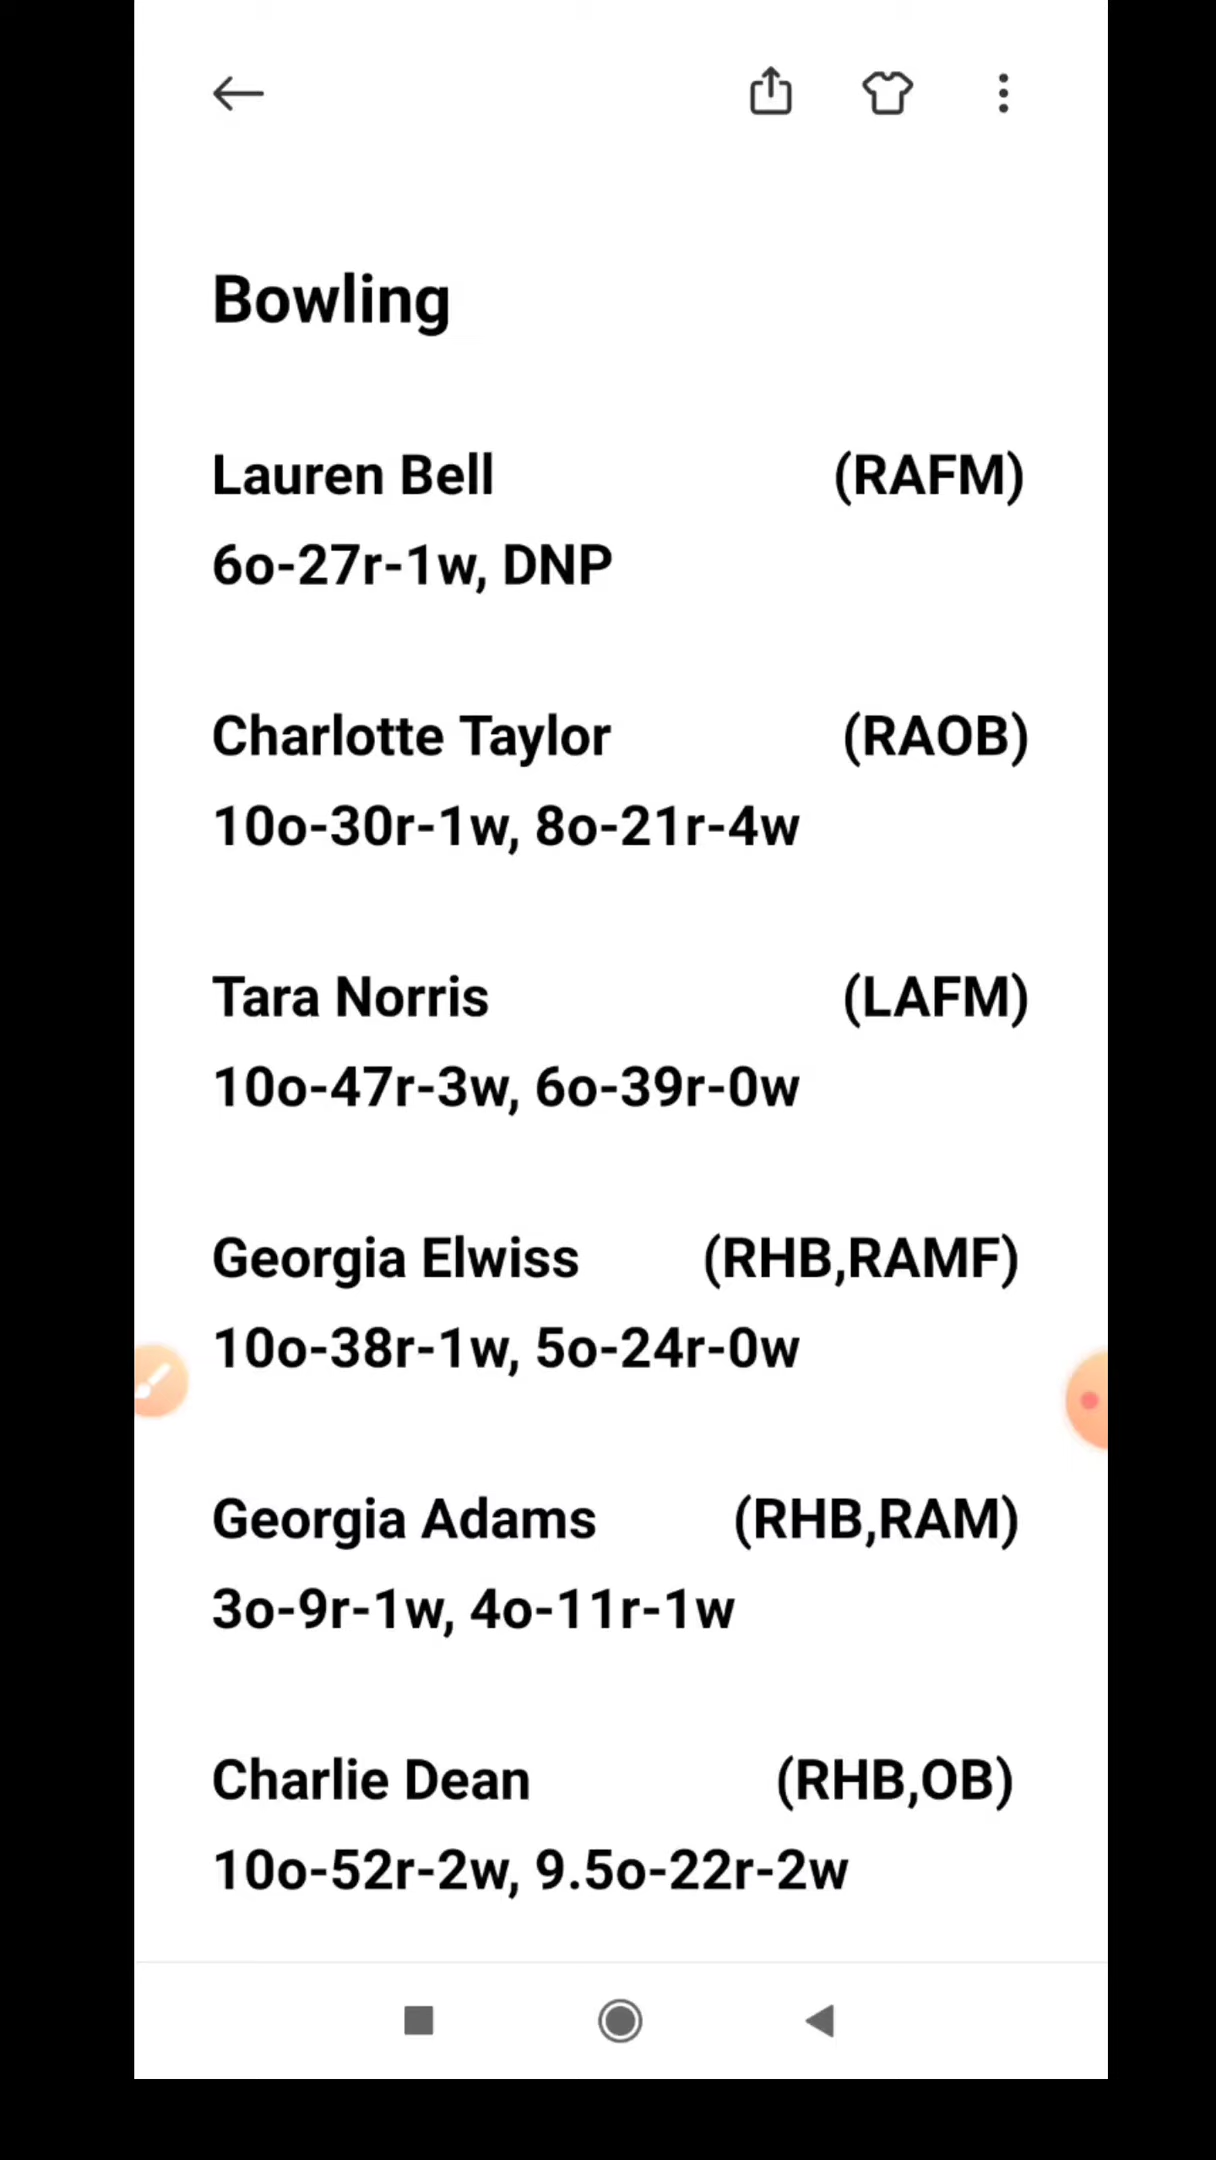 Bowling
Lauren Bell (RAFM)
6o-27r-1w, DNP
Charlotte Taylor (RAOB)
10o-30r-1w, 8o-21r-4w
Tara Norris (LAFM)
10o-47r-3w, 6o-39r-0w
Georgia Elwiss (RHB,RAMF)
10o-38r-1w, 5o-24r-0w
Georgia Adams (RHB,RAM)
3o-9r-1w, 4o-11r-1w
Charlie Dean (RHB,OB)
10o-52r-2w, 9.5o-22r-2w